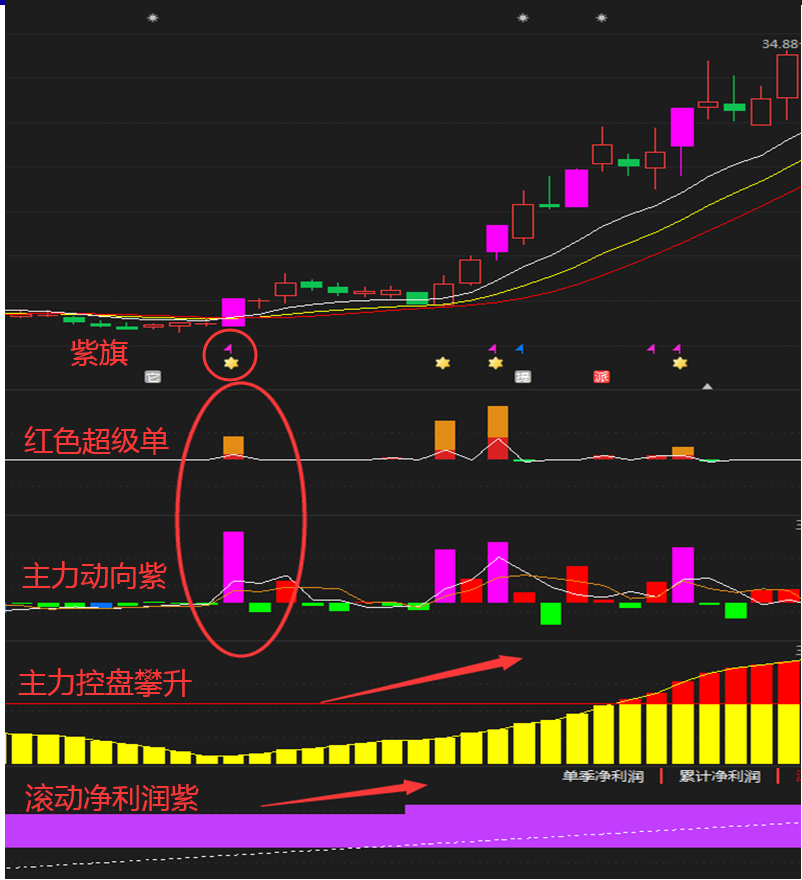 34.88
紫旗
派
红色超级单
主力动向紫
主力控盘攀升
单季净利润 | 累计净利润 |
滚动净利润紫